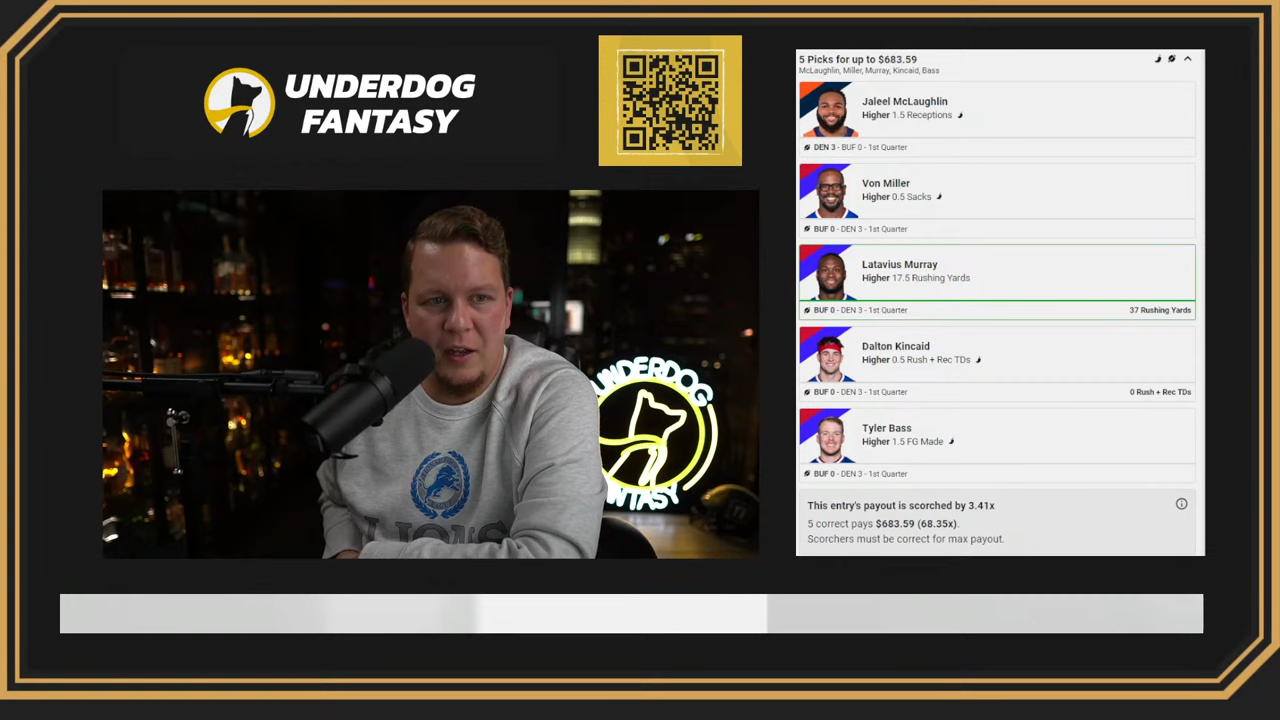 UNDERDOG
FANTASY
5 Picks for up to $683.59
McLaughlin, Miller, Murray, Kincaid, Bass
Jaleel McLaughlin
Higher 1.5 Receptions
DEN 3 - BUF 0 - 1st Quarter
Von Miller
Higher 0.5 Sacks
BUF 0 - DEN 3 - 1st Quarter
Latavius Murray
Higher 17.5 Rushing Yards
BUF 0 - DEN 3 - 1st Quarter 37 Rushing Yards
Dalton Kincaid
Higher 0.5 Rush + Rec TDs
BUF 0 - DEN 3 - 1st Quarter 0 Rush + Rec TDs
Tyler Bass
Higher 1.5 FG Made
BUF 0 - DEN 3 - 1st Quarter
This entry's payout is scorched by 3.41x
5 correct pays $683.59 (68.35x).
Scorchers must be correct for max payout.
UNDERDOG
FANTASY
LIONS